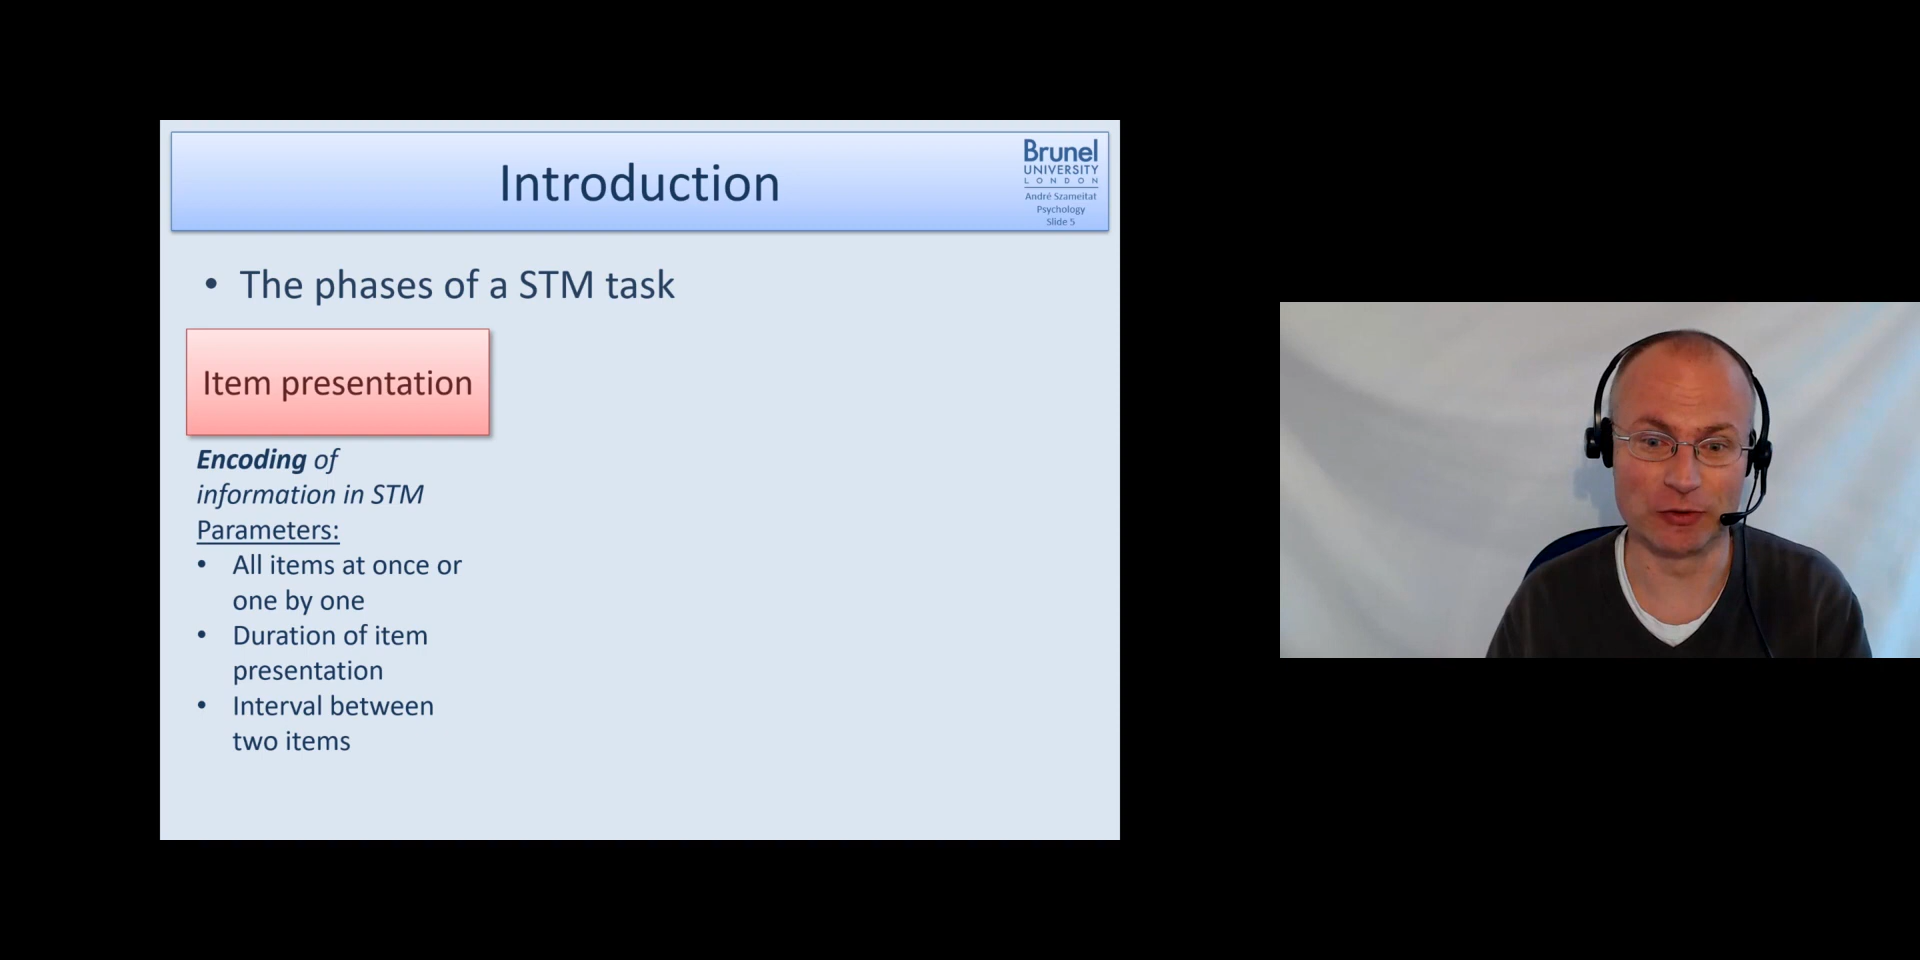 Introduction
Brunel
UNIVERSITY
LONDON
André Szameitat
Psychology
Slide 5
• The phases of a STM task
Item presentation
Encoding of
information in STM
Parameters:
• All items at once or
one by one
• Duration of item
presentation
• Interval between
two items